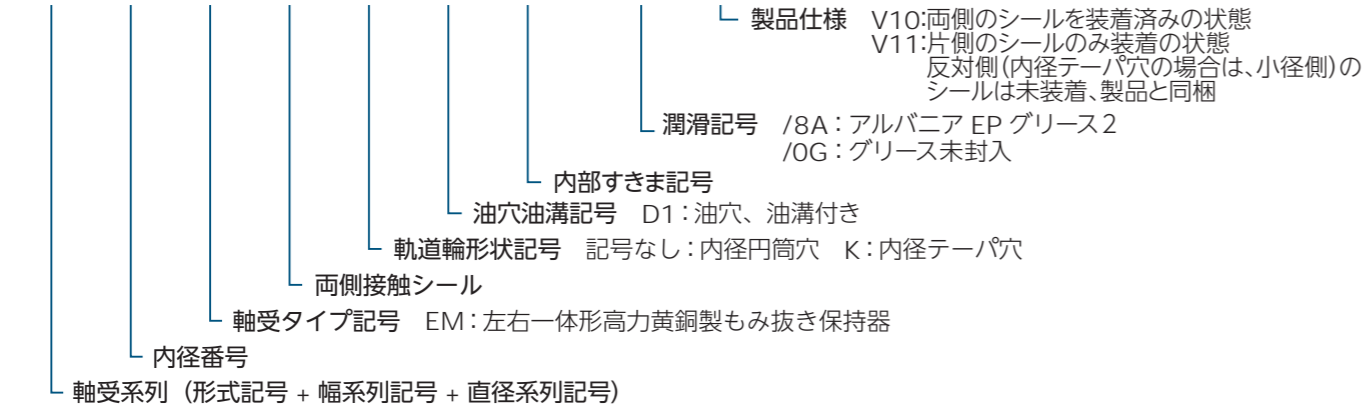 製品仕様 V10:両側のシールを装着済みの状態
V11:片側のシールのみ装着の状態
反対側(内径テーパ穴の場合は、小径側)の
シールは未装着、製品と同梱
潤滑記号 /8A:アルバニア EP グリース2
/0G:グリース未封入
内部すきま記号
油穴油溝記号 D1:油穴、油溝付き
軌道輪形状記号 記号なし:内径円筒穴 K:内径テーパ穴
両側接触シール
軸受タイプ記号 EM:左右一体形高力黄銅製もみ抜き保持器
内径番号
軸受系列(形式記号 + 幅系列記号 + 直径系列記号)